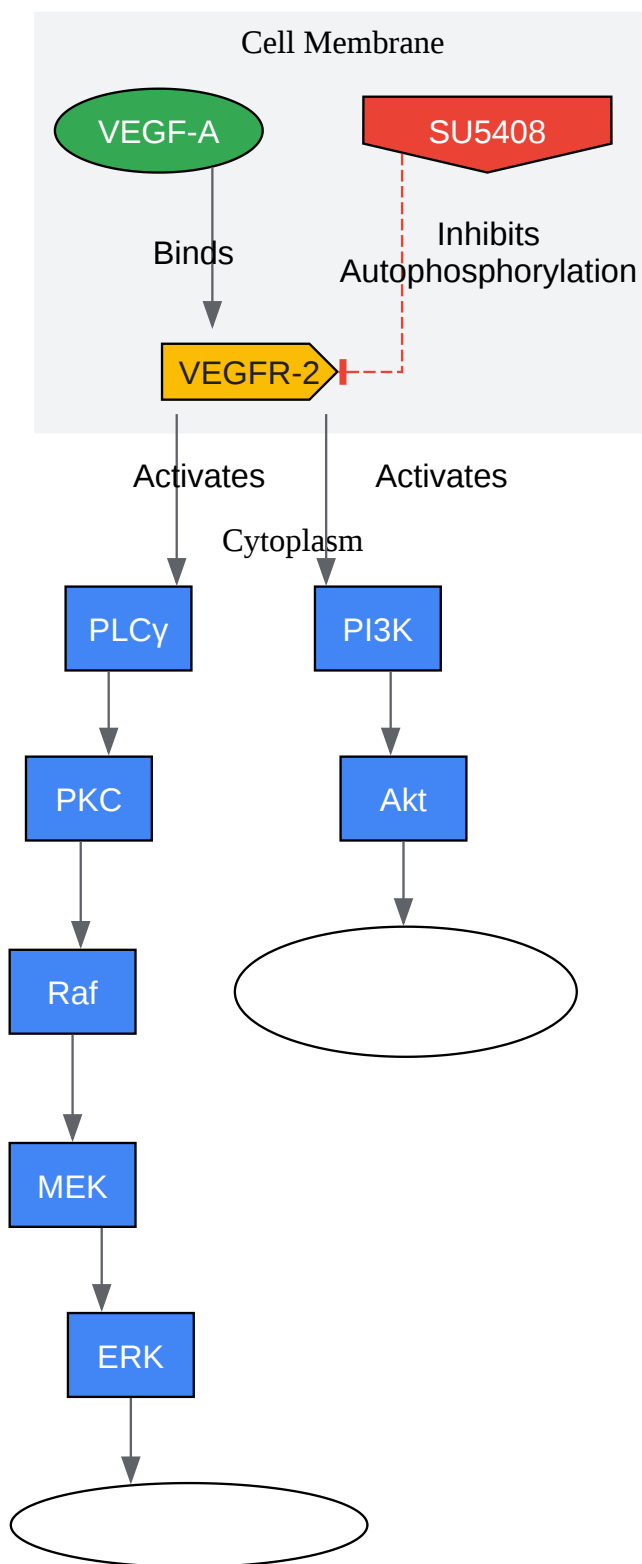 Cell Membrane
VEGF-A
SU5408
Binds
Inhibits
Autophosphorylation
VEGFR-2
Activates
Activates
Cytoplasm
PLCγ
PI3K
PKC
Akt
Raf
MEK
ERK